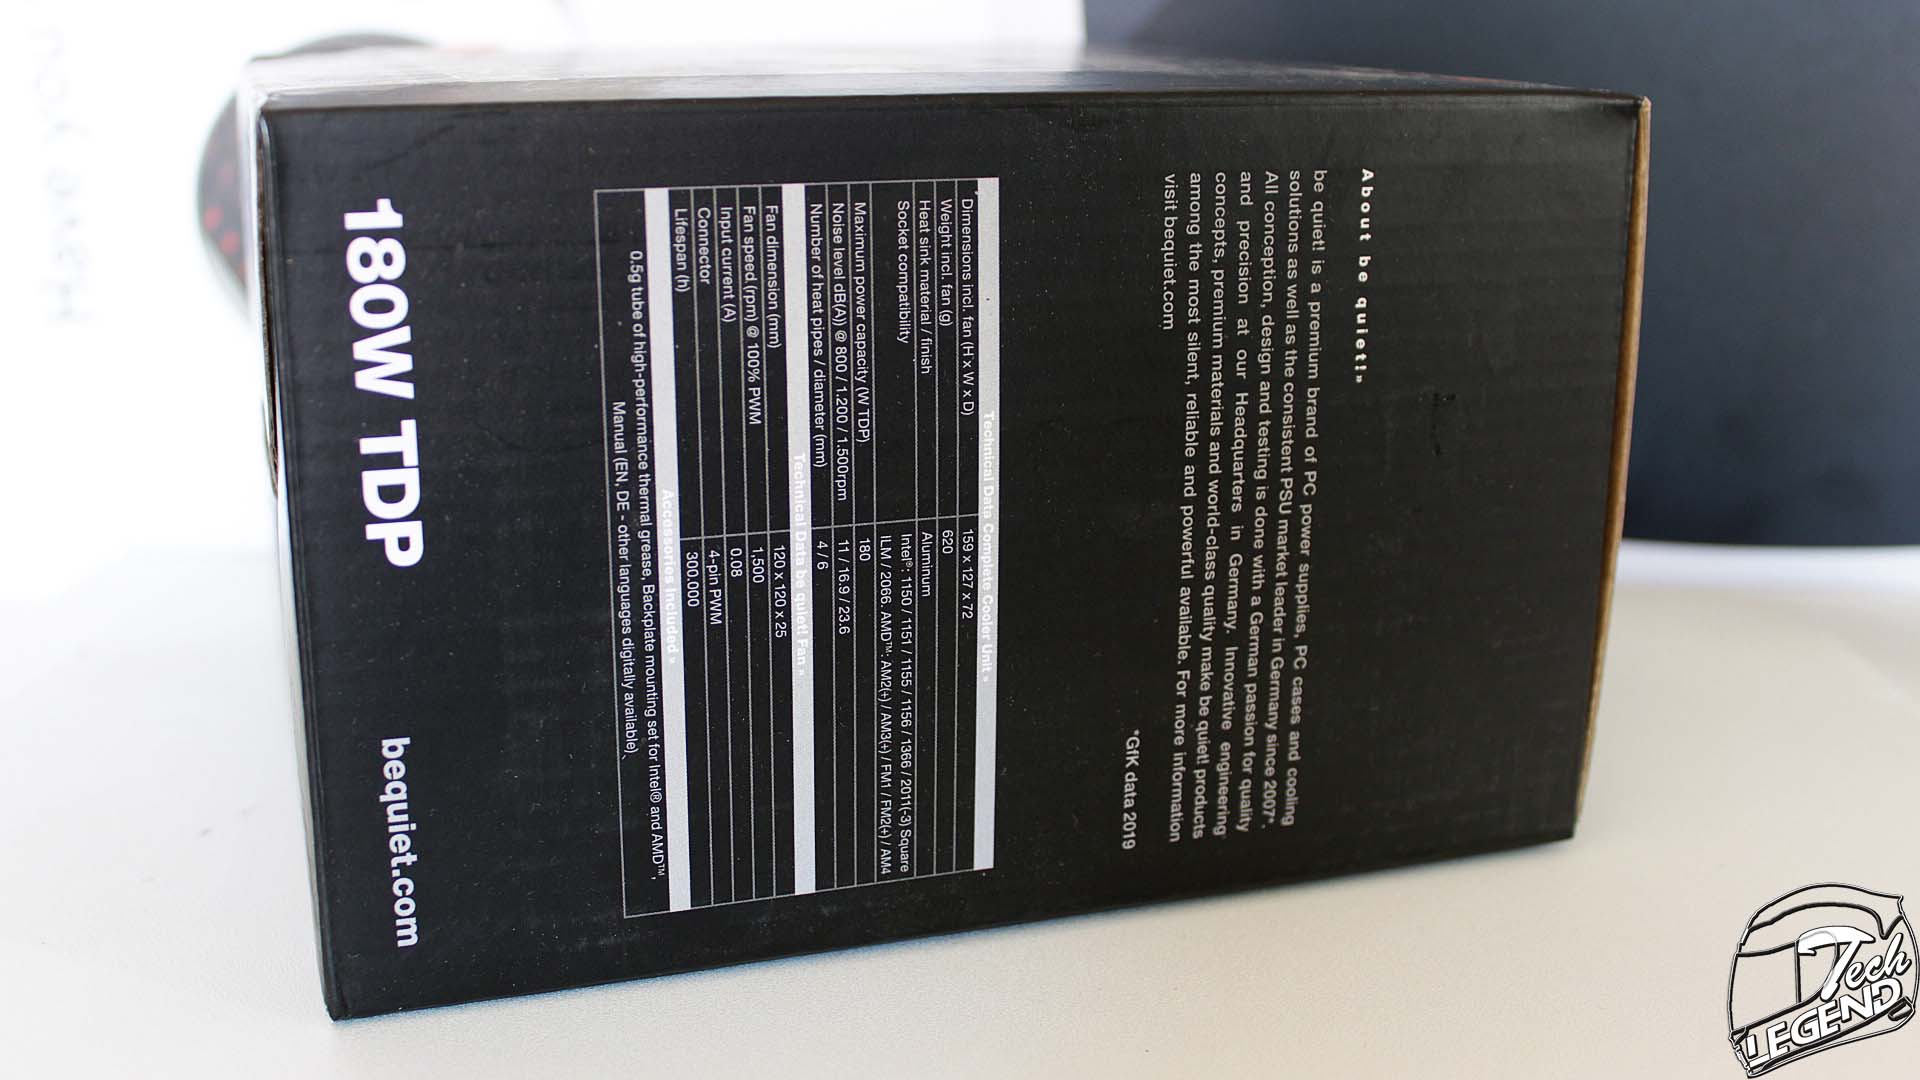 About be quiet!»
be quiet! is a premium brand of PC power supplies, PC cases and cooling
solutions as well as the consistent PSU market leader in Germany since 2007*.
All conception, design and testing is done with a German passion for quality
and precision at our Headquarters in Germany. Innovative engineering
concepts, premium materials and world-class quality make be quiet! products
among the most silent, reliable and powerful available. For more information
visit bequiet.com
*GfK data 2019
Technical Data Complete Cooler Unit »
Dimensions incl. fan (H x W x D) 159 x 127 x 72
Weight incl. fan (g) 620
Heat sink material / finish Aluminum
Socket compatibility Intel®: 1150 / 1151 / 1155 / 1156 / 1366 / 2011(-3) Square
ILM / 2066. AMD™: AM2(+) / AM3(+) / FM1 / FM2(+) / AM4
Maximum power capacity (W TDP) 180
Noise level dB(A)) @ 800 / 1.200 / 1.500rpm 11 / 16.9 / 23.6
Number of heat pipes / diameter (mm) 4 / 6
Technical Data be quiet! Fan »
Fan dimension (mm) 120 x 120 x 25
Fan speed (rpm) @ 100% PWM 1,500
Input current (A) 0.08
Connector 4-pin PWM
Lifespan (h) 300.000
Accessories Included »
0.5g tube of high-performance thermal grease, Backplate mounting set for Intel® and AMD™,
Manual (EN, DE - other languages digitally available)
180W TDP bequiet.com
Tech
LEGEND